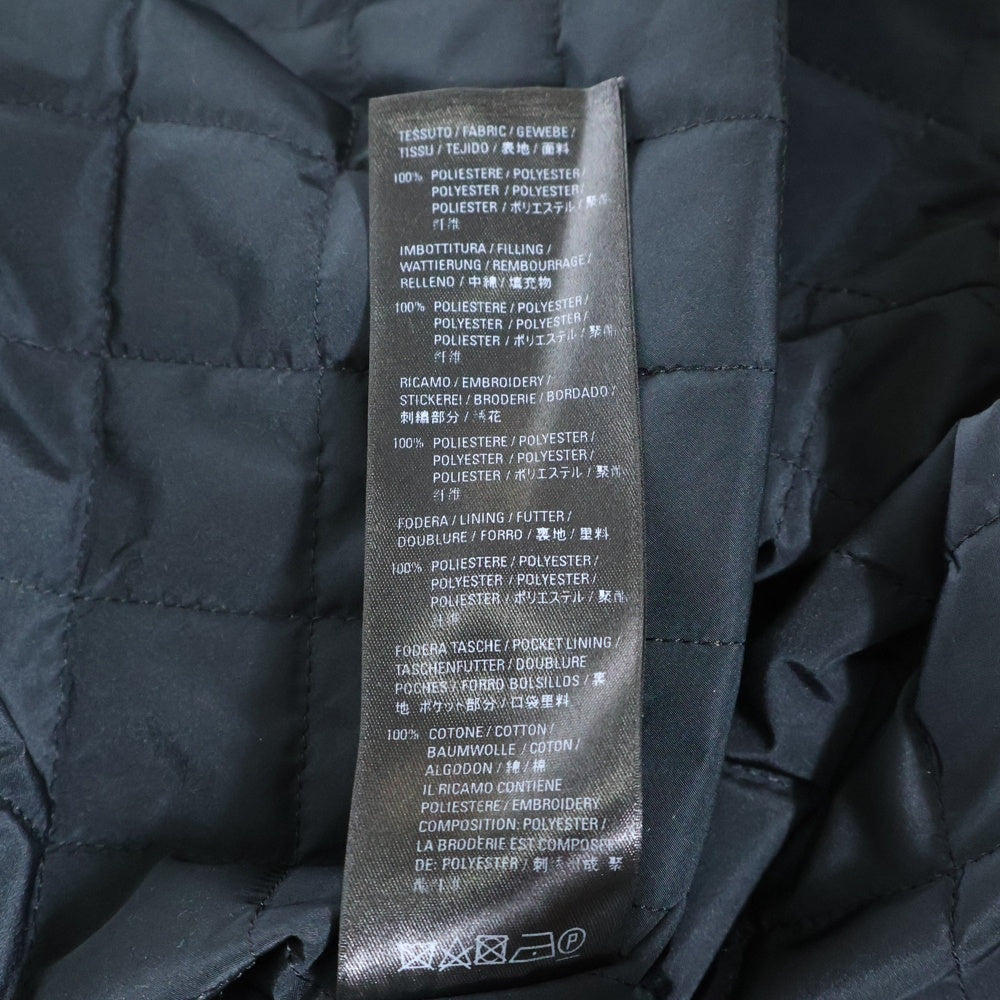 TESSUTO / FABRIC / GEWEBE /
TISSU / TEJIDO / 表地 / 面料
100% POLIESTERE / POLYESTER /
POLYESTER / POLYESTER /
POLIESTER / ポリエステル / 聚酯
纤维
IMBOTTITURA / FILLING /
WATTIERUNG / REMBOURRAGE /
RELLENO / 中綿 / 填充物
100% POLIESTERE / POLYESTER /
POLYESTER / POLYESTER /
POLIESTER / ポリエステル / 聚酯
纤维
RICAMO / EMBROIDERY /
STICKEREI / BRODERIE / BORDADO /
刺繍部分 / 绣花
100% POLIESTERE / POLYESTER /
POLYESTER / POLYESTER /
POLIESTER / ポリエステル / 聚酯
纤维
FODERA / LINING / FUTTER /
DOUBLURE / FORRO / 裏地 / 里料
100% POLIESTERE / POLYESTER /
POLYESTER / POLYESTER /
POLIESTER / ポリエステル / 聚酯
纤维
FODERA TASCHE / POCKET LINING /
TASCHENFUTTER / DOUBLURE
POCHES / FORRO BOLSILLOS / 裏
地 ポケット部分 / 口袋里料
100% COTONE / COTTON /
BAUMWOLLE / COTON /
ALGODON / 綿 / 棉
IL RICAMO CONTIENE
POLIESTERE / EMBROIDERY
COMPOSITION: POLYESTER /
LA BRODERIE EST COMPOSEE
DE: POLYESTER / 刺 成 聚
纤维
P